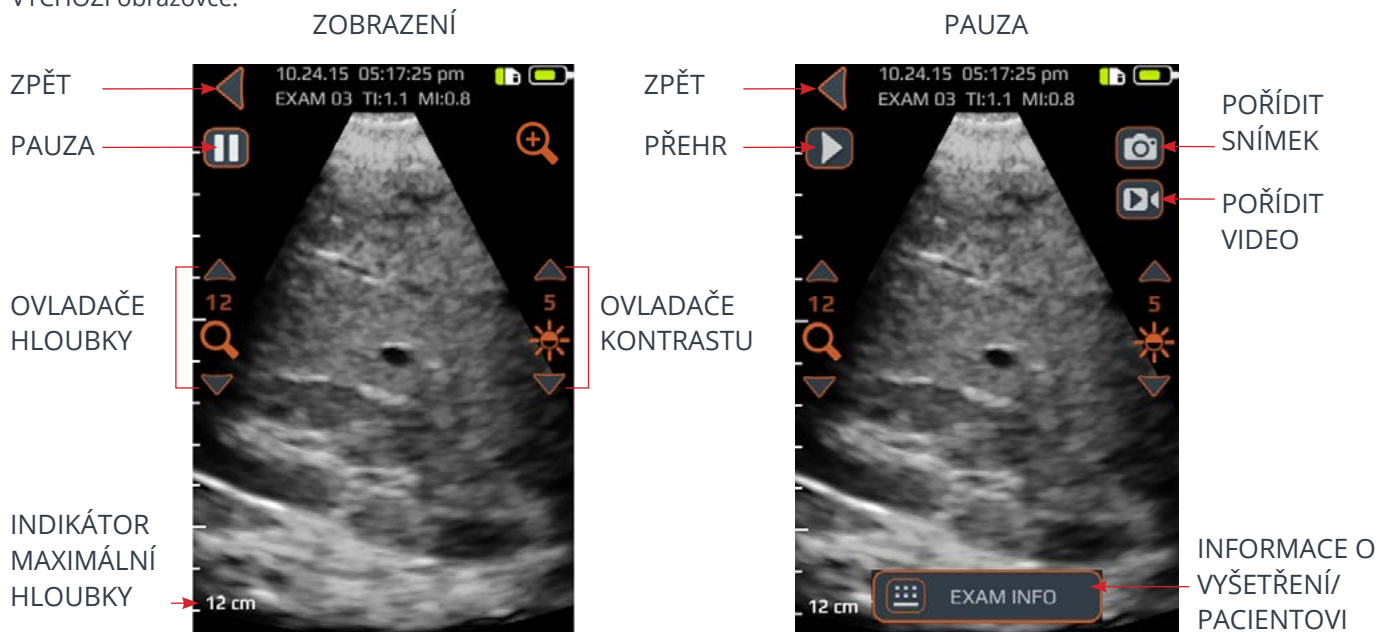 ZOBRAZENÍ
ZPĚT
PAUZA
OVLADAČE
HLOUBKY
INDIKÁTOR
MAXIMÁLNÍ
HLOUBKY
10.24.15 05:17:25 pm
EXAM 03 TI:1.1 MI:0.8
12
5
12 cm
OVLADAČE
KONTRASTU
PAUZA
ZPĚT
PŘEHR
10.24.15 05:17:25 pm
EXAM 03 TI:1.1 MI:0.8
12
5
12 cm
EXAM INFO
POŘÍDIT
SNÍMEK
POŘÍDIT
VIDEO
INFORMACE O
VYŠETŘENÍ/
PACIENTOVI